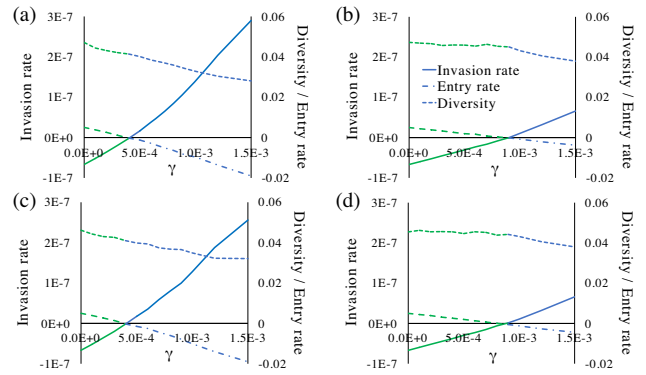 (a)
3E-7
2E-7
1E-7
0E+0
-1E-7
Invasion rate
0.0E+0
5.0E-4
1.0E-3
1.5E-3
γ
0.06
0.04
0.02
0
-0.02
Diversity / Entry rate
(b)
3E-7
2E-7
1E-7
0E+0
-1E-7
Invasion rate
Invasion rate
Entry rate
Diversity
0.0E+0
5.0E-4
1.0E-3
1.5E-3
γ
0.06
0.04
0.02
0
-0.02
Diversity / Entry rate
(c)
3E-7
2E-7
1E-7
0E+0
-1E-7
Invasion rate
0.0E+0
5.0E-4
1.0E-3
1.5E-3
γ
0.06
0.04
0.02
0
-0.02
Diversity / Entry rate
(d)
3E-7
2E-7
1E-7
0E+0
-1E-7
Invasion rate
0.0E+0
5.0E-4
1.0E-3
1.5E-3
γ
0.06
0.04
0.02
0
-0.02
Diversity / Entry rate